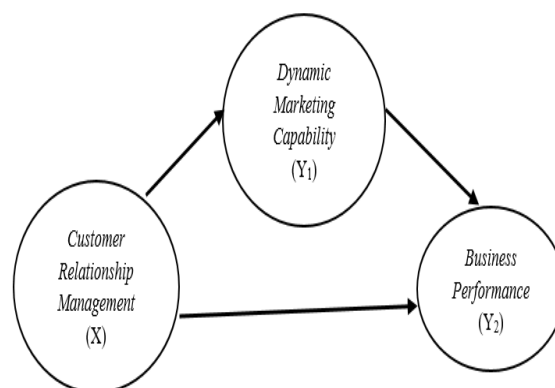 Dynamic
Marketing
Capability
(Y₁)
Customer
Relationship
Management
(X)
Business
Performance
(Y₂)